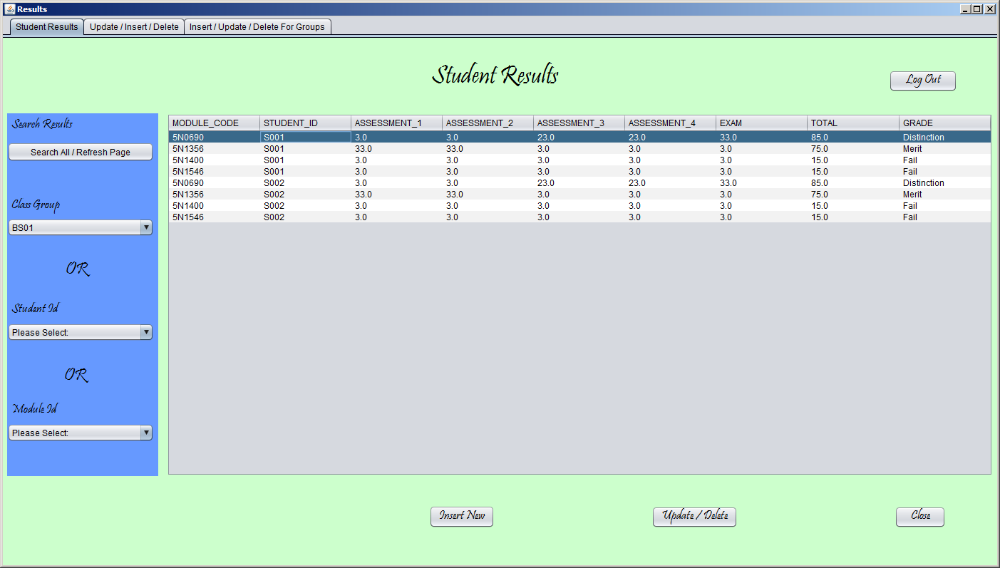 Results
Student Results Update / Insert / Delete Insert / Update / Delete For Groups
Student Results
Log Out
Search Results
Search All / Refresh Page
Class Group
BS01
OR
Student Id
Please Select:
OR
Module Id
Please Select:
MODULE_CODE STUDENT_ID ASSESSMENT_1 ASSESSMENT_2 ASSESSMENT_3 ASSESSMENT_4 EXAM TOTAL GRADE
5N0690 S001 3.0 3.0 23.0 23.0 33.0 85.0 Distinction
5N1356 S001 33.0 33.0 3.0 3.0 3.0 75.0 Merit
5N1400 S001 3.0 3.0 3.0 3.0 3.0 15.0 Fail
5N1546 S001 3.0 3.0 3.0 3.0 3.0 15.0 Fail
5N0690 S002 3.0 3.0 23.0 23.0 33.0 85.0 Distinction
5N1356 S002 33.0 33.0 3.0 3.0 3.0 75.0 Merit
5N1400 S002 3.0 3.0 3.0 3.0 3.0 15.0 Fail
5N1546 S002 3.0 3.0 3.0 3.0 3.0 15.0 Fail
Insert New Update / Delete Close